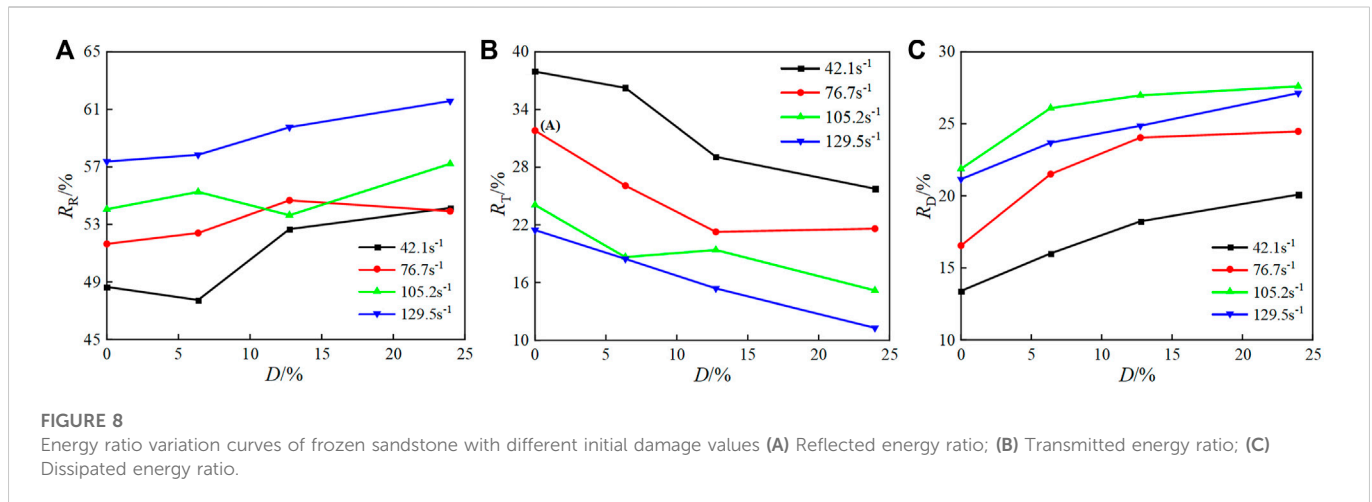 A
65
61
57
53
49
45
R_R/%
0
5
10
15
20
25
D/%
42.1s⁻¹
76.7s⁻¹
105.2s⁻¹
129.5s⁻¹
B
40
34
28
22
16
10
R_T/%
(A)
0
5
10
15
20
25
D/%
42.1s⁻¹
76.7s⁻¹
105.2s⁻¹
129.5s⁻¹
C
30
25
20
15
10
R_D/%
0
5
10
15
20
25
D/%
42.1s⁻¹
76.7s⁻¹
105.2s⁻¹
129.5s⁻¹
FIGURE 8
Energy ratio variation curves of frozen sandstone with different initial damage values (A) Reflected energy ratio; (B) Transmitted energy ratio; (C)
Dissipated energy ratio.